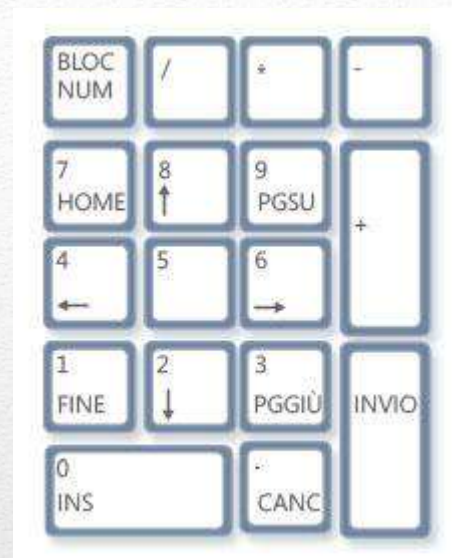 BLOC
NUM
/
*
-
7
HOME
8
↑
9
PGSU
+
4
←
5
6
→
1
FINE
2
↓
3
PGGIÙ
INVIO
0
INS
.
CANC